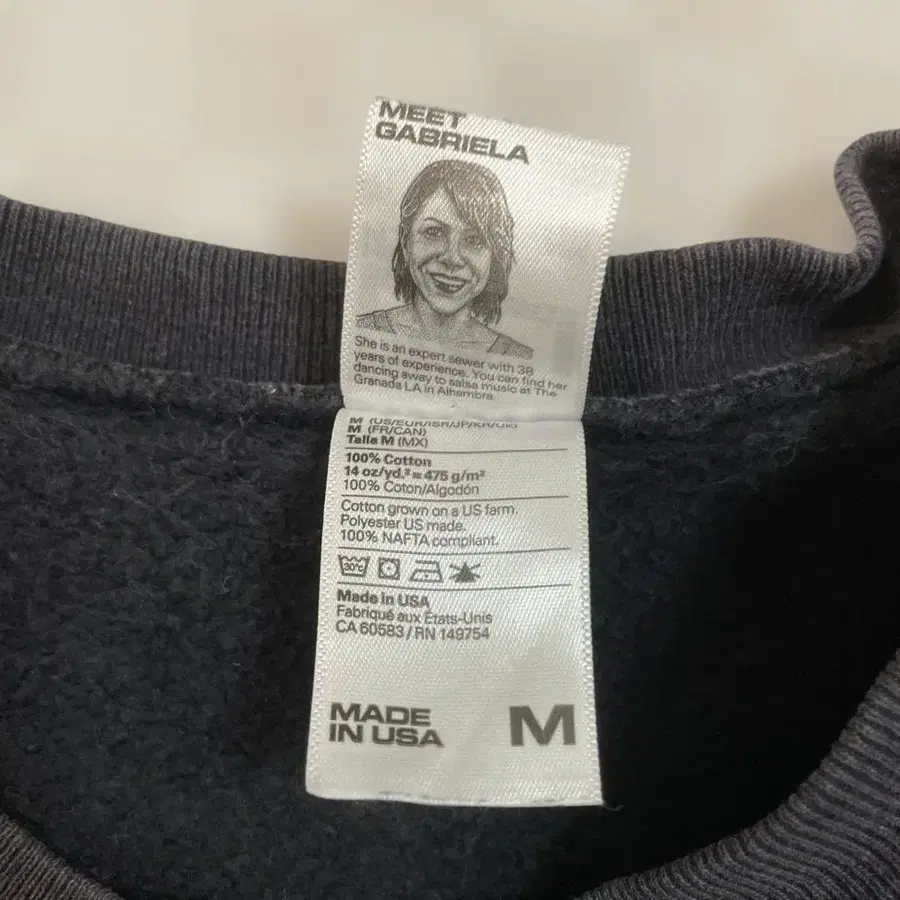 MEET
GABRIELA
She is an expert sewer with 38
years of experience. You can find her
dancing away to salsa music at The
Granada LA in Alhambra.
M (US/EUR/ISR/JP/KR/UK)
M (FR/CAN)
Talla M (MX)
100% Cotton
14 oz/yd.² = 475 g/m²
100% Coton/Algodón
Cotton grown on a US farm.
Polyester US made.
100% NAFTA compliant.
30°C
Made in USA
Fabriqué aux États-Unis
CA 60583 / RN 149754
MADE
IN USA
M